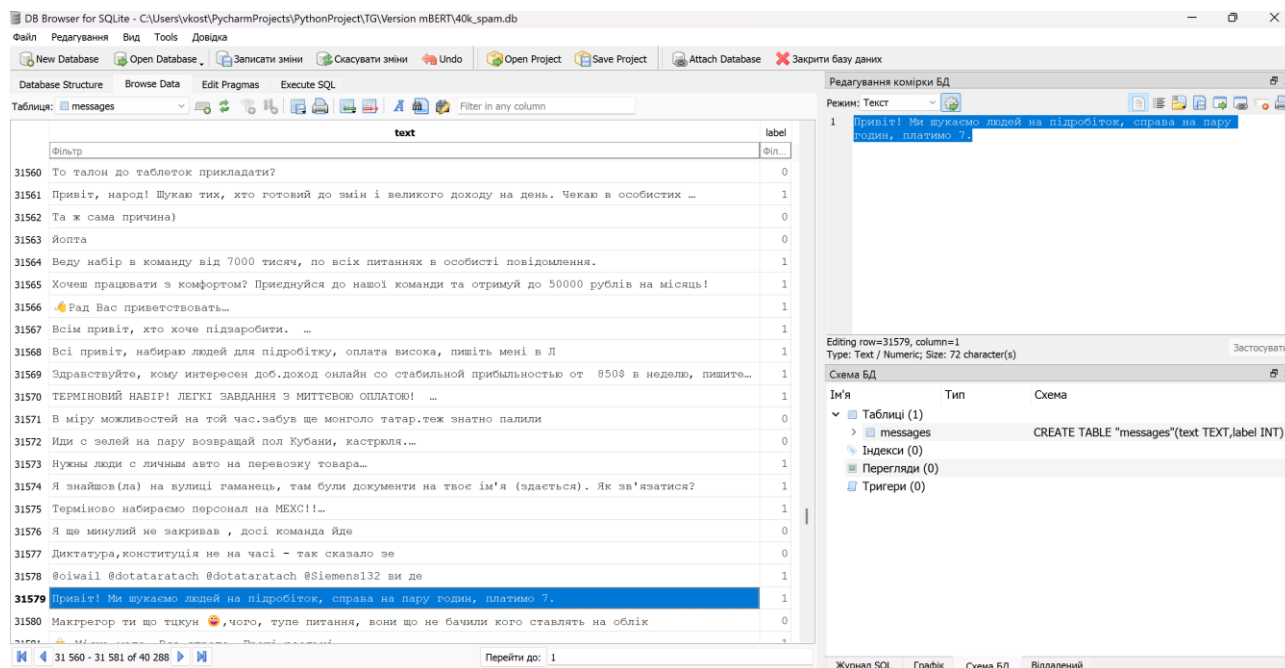 DB Browser for SQLite - C:\Users\vkost\PycharmProjects\PythonProject\TG\Version mBERT\40k_spam.db
Файл Редагування Вид Tools Довідка
New Database Open Database Записати зміни Скасувати зміни Undo Open Project Save Project Attach Database Закрити базу даних
Database Structure Browse Data Edit Pragmas Execute SQL
Таблиця: messages Filter in any column
text label
Фільтр Філ...
31560 То талон до таблеток прикладати? 0
31561 Привіт, народ! Шукаю тих, хто готовий до змін і великого доходу на день. Чекаю в особистих … 1
31562 Та ж сама причина) 0
31563 йопта 0
31564 Веду набір в команду від 7000 тисяч, по всіх питаннях в особисті повідомлення. 1
31565 Хочеш працювати з комфортом? Приєднуйся до нашої команди та отримуй до 50000 рублів на місяць! 1
31566 👋Рад Вас приветствовать… 1
31567 Всім привіт, хто хоче підзаробити. … 1
31568 Всі привіт, набираю людей для підробітку, оплата висока, пишіть мені в Л 1
31569 Здравствуйте, кому интересен доб.доход онлайн со стабильной прибыльностью от 850$ в неделю, пишите… 1
31570 ТЕРМІНОВИЙ НАБІР! ЛЕГКІ ЗАВДАННЯ З МИТТЄВОЮ ОПЛАТОЮ! … 1
31571 В міру можливостей на той час.забув ше монголо татар.теж знатно палили 0
31572 Иди с зелей на пару возвращай пол Кубани, кастрюля.… 0
31573 Нужны люди с личным авто на перевозку товара… 1
31574 Я знайшов(ла) на вулиці гаманець, там були документи на твоє ім'я (здається). Як зв'язатися? 1
31575 Терміново набираємо персонал на МЕХС!!… 1
31576 Я ще минулий не закривав , досі команда йде 0
31577 Диктатура,конституція не на часі - так сказало зе 0
31578 @oiwail @dotataratach @dotataratach @Siemens132 ви де 1
31579 Привіт! Ми шукаємо людей на підробіток, справа на пару годин, платимо 7. 1
31580 Макгрегор ти що тцкун 😀,чого, тупе питання, вони що не бачили кого ставлять на облік 0
31 560 - 31 581 of 40 288 Перейти до: 1
Редагування комірки БД
Режим: Текст
1 Привіт! Ми шукаємо людей на підробіток, справа на пару
годин, платимо 7.
Editing row=31579, column=1
Type: Text / Numeric; Size: 72 character(s)
Застосувати
Схема БД
Ім'я Тип Схема
Таблиці (1)
messages CREATE TABLE "messages"(text TEXT,label INT)
Індекси (0)
Перегляди (0)
Тригери (0)
Журнал SQL Графік Схема БД Віддалений